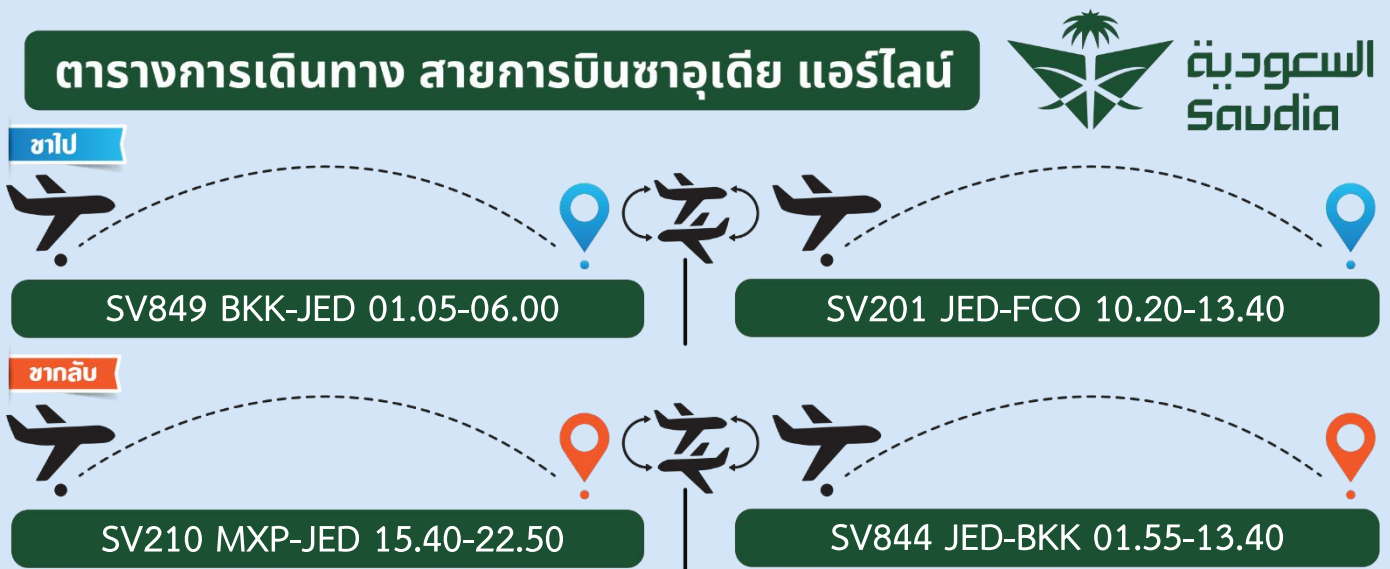 ตารางการเดินทาง สายการบินซาอุเดีย แอร์ไลน์
السعودية
Saudia
ขาไป
SV849 BKK-JED 01.05-06.00
SV201 JED-FCO 10.20-13.40
ขากลับ
SV210 MXP-JED 15.40-22.50
SV844 JED-BKK 01.55-13.40